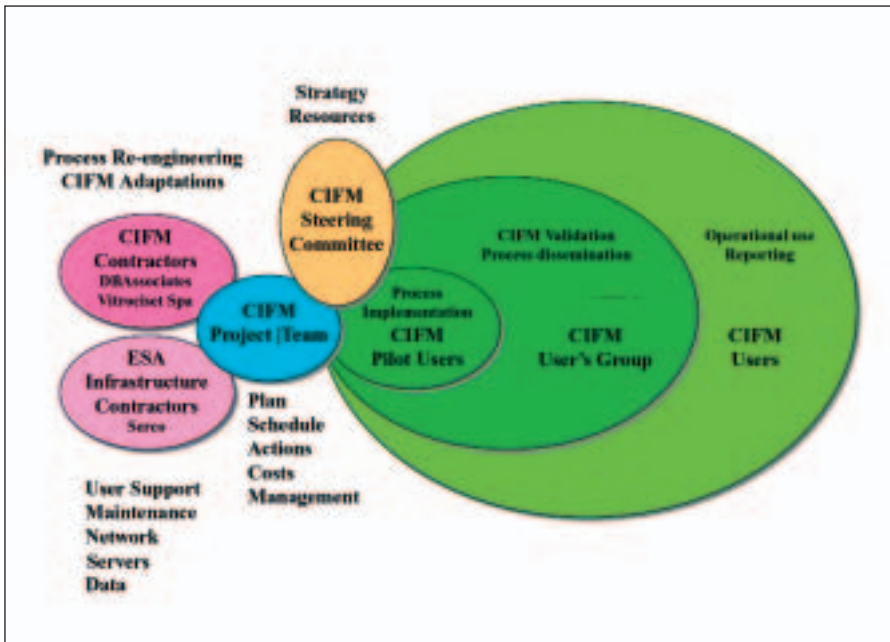 Strategy
Resources
Process Re-engineering
CIFM Adaptations
CIFM
Steering
Committee
CIFM
Contractors
DBAssociates
Vitrociset Spa
CIFM
Project |Team
ESA
Infrastructure
Contractors
Serco
Plan
Schedule
Actions
Costs
Management
User Support
Maintenance
Network
Servers
Data
Process
Implementation
CIFM
Pilot Users
CIFM Validation
Process dissemination
CIFM
User's Group
Operational use
Reporting
CIFM
Users